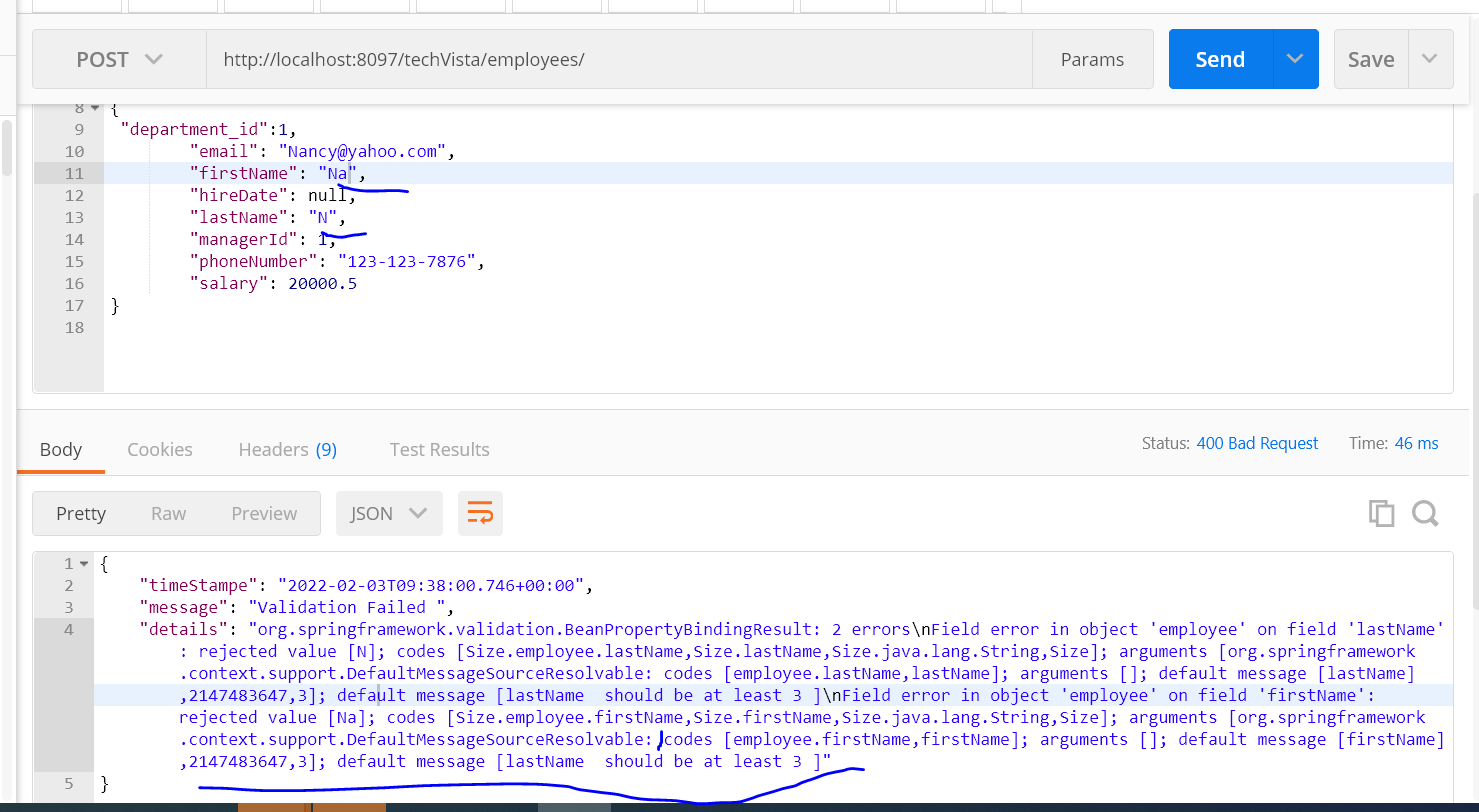 POST http://localhost:8097/techVista/employees/ Params Send Save
8 {
9 "department_id":1,
10 "email": "Nancy@yahoo.com",
11 "firstName": "Na",
12 "hireDate": null,
13 "lastName": "N",
14 "managerId": 1,
15 "phoneNumber": "123-123-7876",
16 "salary": 20000.5
17 }
18
Body Cookies Headers (9) Test Results Status: 400 Bad Request Time: 46 ms
Pretty Raw Preview JSON
1 {
2 "timeStampe": "2022-02-03T09:38:00.746+00:00",
3 "message": "Validation Failed ",
4 "details": "org.springframework.validation.BeanPropertyBindingResult: 2 errors\nField error in object 'employee' on field 'lastName'
: rejected value [N]; codes [Size.employee.lastName,Size.lastName,Size.java.lang.String,Size]; arguments [org.springframework
.context.support.DefaultMessageSourceResolvable: codes [employee.lastName,lastName]; arguments []; default message [lastName]
,2147483647,3]; default message [lastName  should be at least 3 ]\nField error in object 'employee' on field 'firstName':
rejected value [Na]; codes [Size.employee.firstName,Size.firstName,Size.java.lang.String,Size]; arguments [org.springframework
.context.support.DefaultMessageSourceResolvable: codes [employee.firstName,firstName]; arguments []; default message [firstName]
,2147483647,3]; default message [lastName  should be at least 3 ]"
5 }